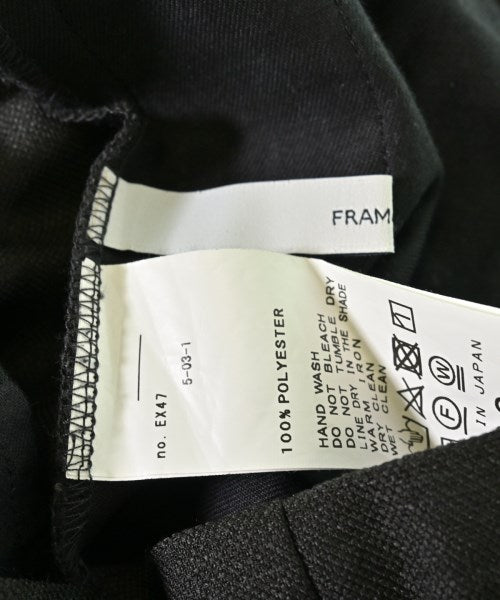 FRAM
no. EX47
5-03-1
100% POLYESTER
HAND WASH
DO NOT BLEACH
DO NOT TUMBLE DRY
LINE DRY IN THE SHADE
WARM IRON
DRY CLEAN
WET CLEAN
F
W
IN JAPAN